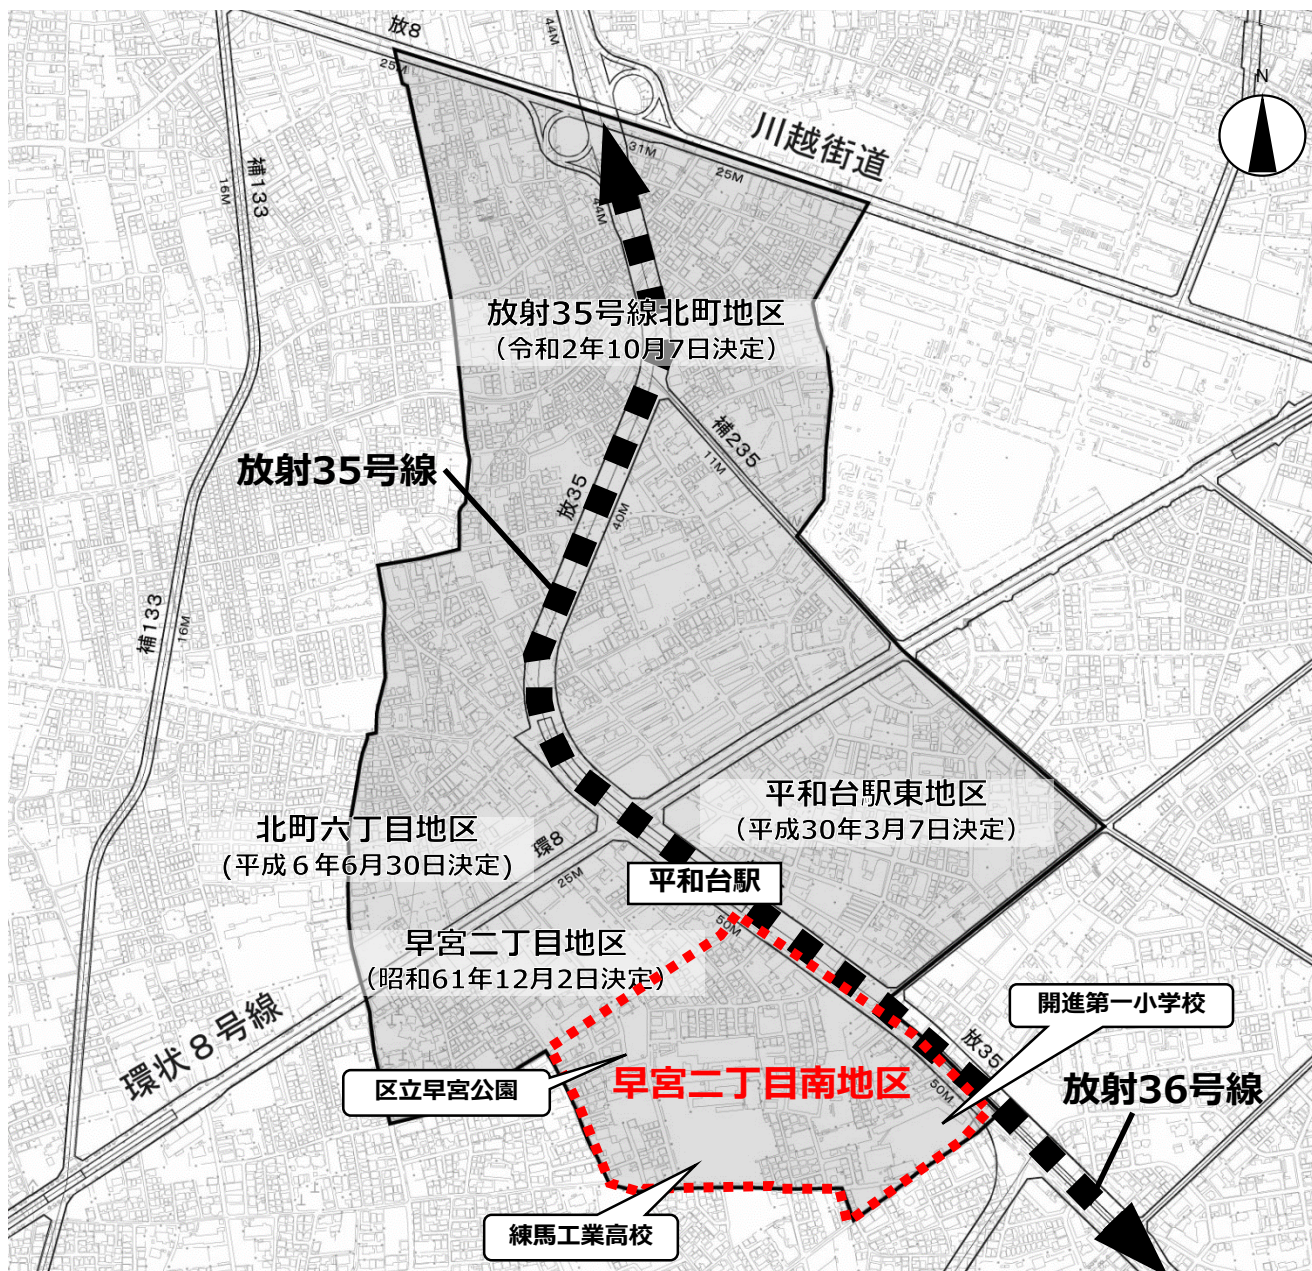 放8
44M
25M
N
31M
川越街道
25M
補133
16M
44M
放射35号線北町地区
（令和2年10月7日決定）
補235
11M
放射35号線
放35
40M
補133
16M
平和台駅東地区
（平成30年3月7日決定）
北町六丁目地区
(平成６年6月30日決定)
環8
25M
平和台駅
50M
早宮二丁目地区
（昭和61年12月2日決定）
開進第一小学校
環状８号線
放35
50M
区立早宮公園
早宮二丁目南地区
放射36号線
練馬工業高校